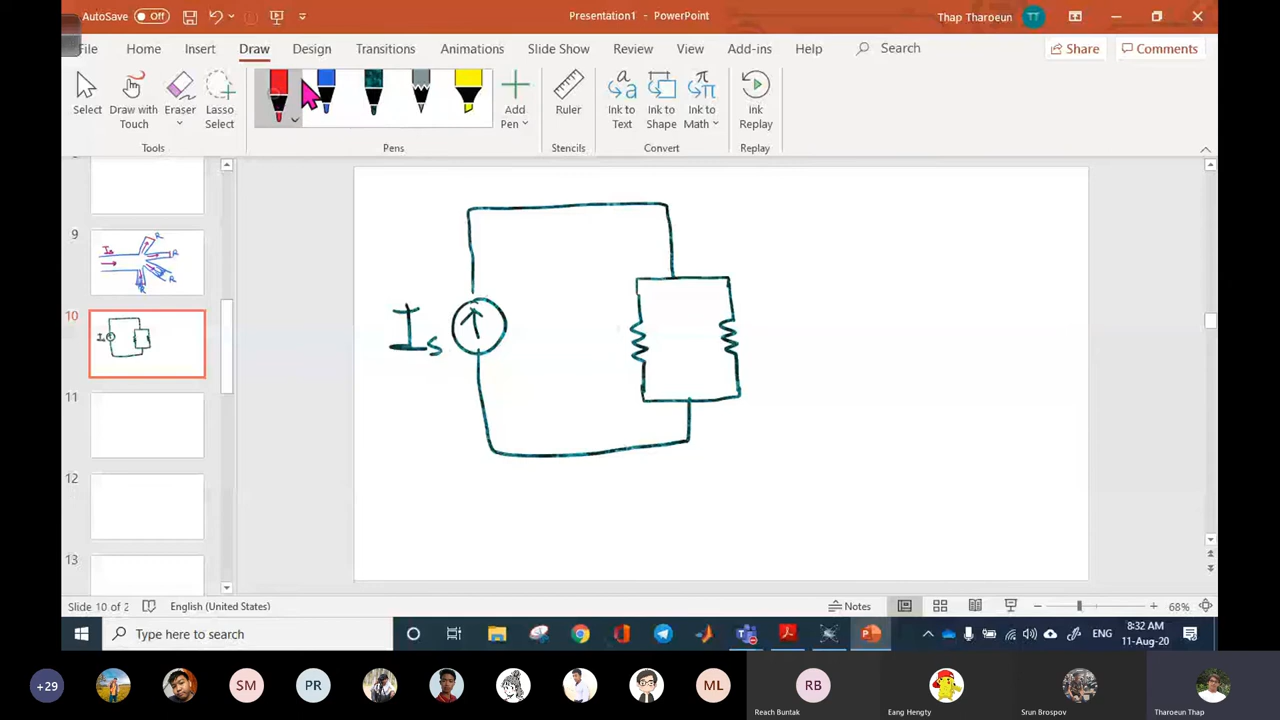 AutoSave Off
Presentation1 - PowerPoint
Thap Tharoeun TT
File Home Insert Draw Design Transitions Animations Slide Show Review View Add-ins Help Search Share Comments
Select
Draw with Touch
Eraser
Lasso Select
Add Pen
Ruler
Ink to Text
Ink to Shape
Ink to Math
Ink Replay
Tools Pens Stencils Convert Replay
9
Is R R R R
10
Is
11
12
13
Is
Slide 10 of 2 English (United States) Notes 68%
Type here to search
ENG
8:32 AM
11-Aug-20
+29 SM PR ML RB
Reach Buntak Eang Hengty Srun Brospov Tharoeun Thap